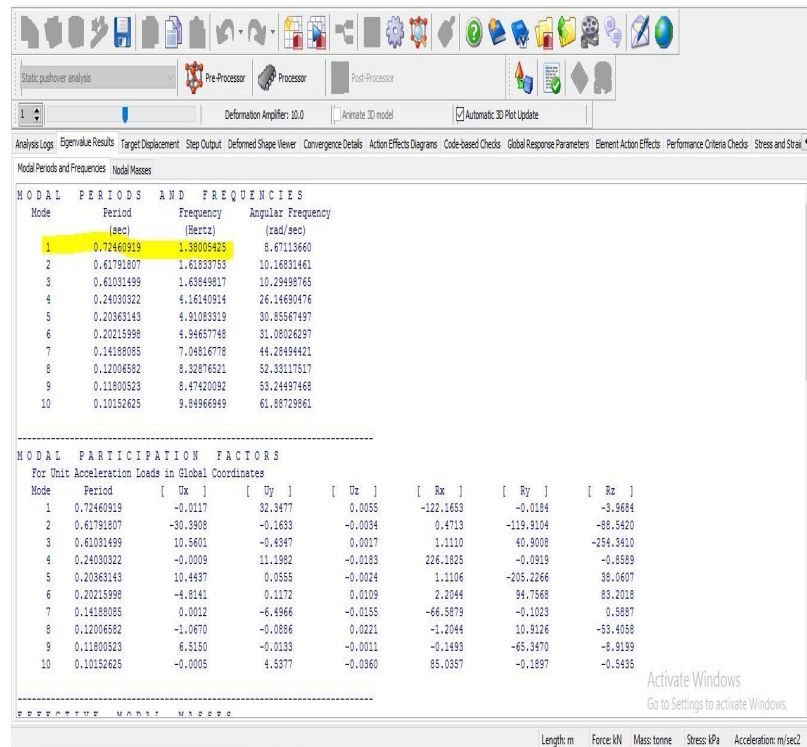 Static pushover analysis
Pre-Processor
Processor
Post-Processor
1
Deformation Amplifier: 10.0
Animate 3D model
Automatic 3D Plot Update
Analysis Logs Eigenvalue Results Target Displacement Step Output Deformed Shape Viewer Convergence Details Action Effects Diagrams Code-based Checks Global Response Parameters Element Action Effects Performance Criteria Checks Stress and Strai
Modal Periods and Frequencies Nodal Masses
M O D A L P E R I O D S A N D F R E Q U E N C I E S
Mode Period Frequency Angular Frequency
(sec) (Hertz) (rad/sec)
1 0.72460919 1.38005425 8.67113660
2 0.61791807 1.61833753 10.16831461
3 0.61031499 1.63849817 10.29498765
4 0.24030322 4.16140914 26.14690476
5 0.20363143 4.91083319 30.85567497
6 0.20215998 4.94657748 31.08026297
7 0.14188085 7.04816778 44.28494421
8 0.12006582 8.32876521 52.33117517
9 0.11800523 8.47420092 53.24497468
10 0.10152625 9.84966949 61.88729861
M O D A L P A R T I C I P A T I O N F A C T O R S
For Unit Acceleration Loads in Global Coordinates
Mode Period [ Ux ] [ Uy ] [ Uz ] [ Rx ] [ Ry ] [ Rz ]
1 0.72460919 -0.0117 32.3477 0.0055 -122.1653 -0.0184 -3.9684
2 0.61791807 -30.3908 -0.1633 -0.0034 0.4713 -119.9104 -88.5420
3 0.61031499 10.5601 -0.4347 0.0017 1.1110 40.9008 -254.3410
4 0.24030322 -0.0009 11.1982 -0.0183 226.1825 -0.0919 -0.8589
5 0.20363143 10.4437 0.0555 -0.0024 1.1106 -205.2266 38.0607
6 0.20215998 -4.8141 0.1172 0.0109 2.2044 94.7568 83.2018
7 0.14188085 0.0012 -6.4966 -0.0155 -66.5879 -0.1023 0.5887
8 0.12006582 -1.0670 -0.0886 0.0221 -1.2044 10.9126 -53.4058
9 0.11800523 6.5150 -0.0133 -0.0011 -0.1493 -65.3470 -8.9199
10 0.10152625 -0.0005 4.5377 -0.0360 85.0357 -0.1897 -0.5435
Activate Windows
Go to Settings to activate Windows.
E F F E C T I V E M O D A L M A S S E S
Length: m Force: kN Mass: tonne Stress: kPa Acceleration: m/sec2